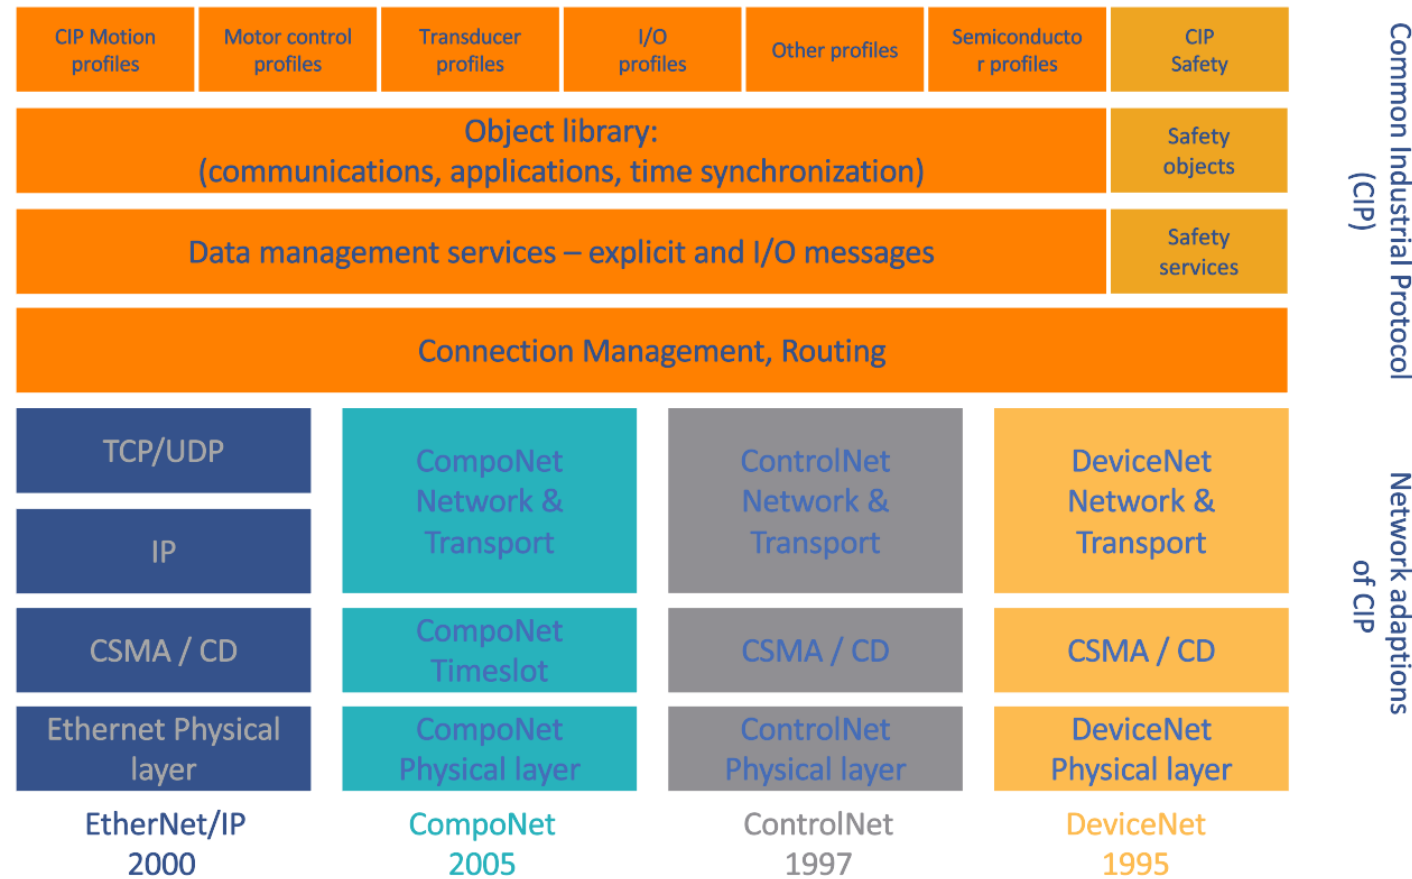 CIP Motion
profiles
Motor control
profiles
Transducer
profiles
I/O
profiles
Other profiles
Semiconducto
r profiles
CIP
Safety
Object library:
(communications, applications, time synchronization)
Safety
objects
Data management services – explicit and I/O messages
Safety
services
Connection Management, Routing
Common Industrial Protocol
(CIP)
TCP/UDP
IP
CSMA / CD
Ethernet Physical
layer
EtherNet/IP
2000
CompoNet
Network &
Transport
CompoNet
Timeslot
CompoNet
Physical layer
CompoNet
2005
ControlNet
Network &
Transport
CSMA / CD
ControlNet
Physical layer
ControlNet
1997
DeviceNet
Network &
Transport
CSMA / CD
DeviceNet
Physical layer
DeviceNet
1995
Network adaptions
of CIP